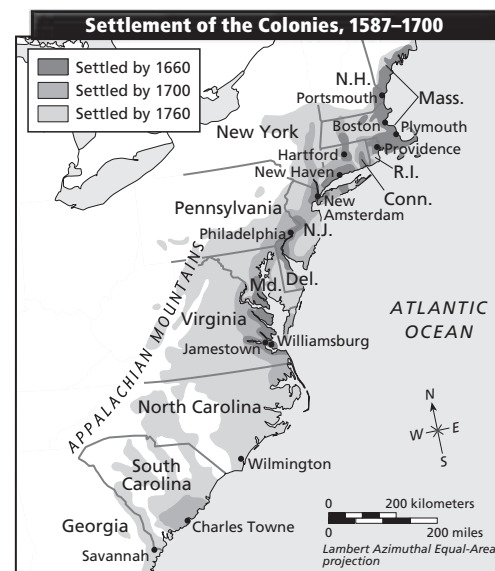 Settlement of the Colonies, 1587–1700
Settled by 1660
Settled by 1700
Settled by 1760
N.H.
Portsmouth
Mass.
New York
Boston
Plymouth
Hartford
Providence
New Haven
R.I.
Conn.
Pennsylvania
New
Amsterdam
Philadelphia
N.J.
Md.
Del.
APPALACHIAN MOUNTAINS
Virginia
ATLANTIC
OCEAN
Jamestown
Williamsburg
North Carolina
N
W
E
S
South
Carolina
Wilmington
0
200 kilometers
0
200 miles
Georgia
Charles Towne
Lambert Azimuthal Equal-Area
projection
Savannah